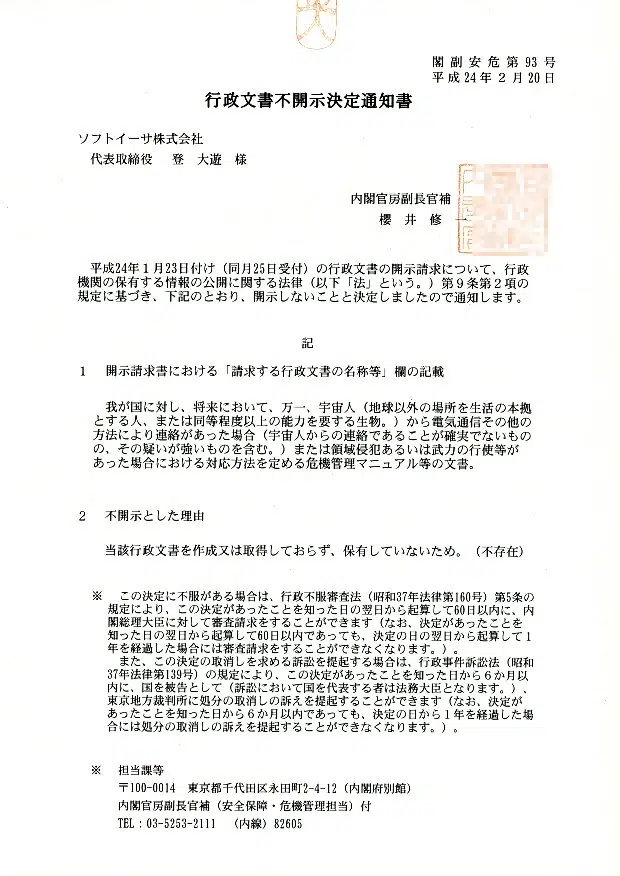 閣副安危第93号
平成24年2月20日
行政文書不開示決定通知書
ソフトイーサ株式会社
代表取締役 登 大遊 様
内閣官房副長官補
櫻井修一
平成24年1月23日付け(同月25日受付)の行政文書の開示請求について、行政
機関の保有する情報の公開に関する法律(以下「法」という。)第9条第2項の
規定に基づき、下記のとおり、開示しないことと決定しましたので通知します。
記
1 開示請求書における「請求する行政文書の名称等」欄の記載
我が国に対し、将来において、万一、宇宙人(地球以外の場所を生活の本拠
とする人、または同等程度以上の能力を要する生物。)から電気通信その他の
方法により連絡があった場合(宇宙人からの連絡であることが確実でないもの
の、その疑いが強いものを含む。)または領域侵犯あるいは武力の行使等が
あった場合における対応方法を定める危機管理マニュアル等の文書。
2 不開示とした理由
当該行政文書を作成又は取得しておらず、保有していないため。(不存在)
※ この決定に不服がある場合は、行政不服審査法(昭和37年法律第160号)第5条の
規定により、この決定があったことを知った日の翌日から起算して60日以内に、内
閣総理大臣に対して審査請求をすることができます(なお、決定があったことを
知った日の翌日から起算して60日以内であっても、決定の日の翌日から起算して1
年を経過した場合には審査請求をすることができなくなります。)。
また、この決定の取消しを求める訴訟を提起する場合は、行政事件訴訟法(昭和
37年法律第139号)の規定により、この決定があったことを知った日から6か月以
内に、国を被告として(訴訟において国を代表する者は法務大臣となります。)、
東京地方裁判所に処分の取消しの訴えを提起することができます(なお、決定が
あったことを知った日から6か月以内であっても、決定の日から1年を経過した場
合には処分の取消しの訴えを提起することができなくなります。)。
※ 担当課等
〒100-0014 東京都千代田区永田町2-4-12(内閣府別館)
内閣官房副長官補(安全保障・危機管理担当)付
TEL:03-5253-2111 (内線)82605